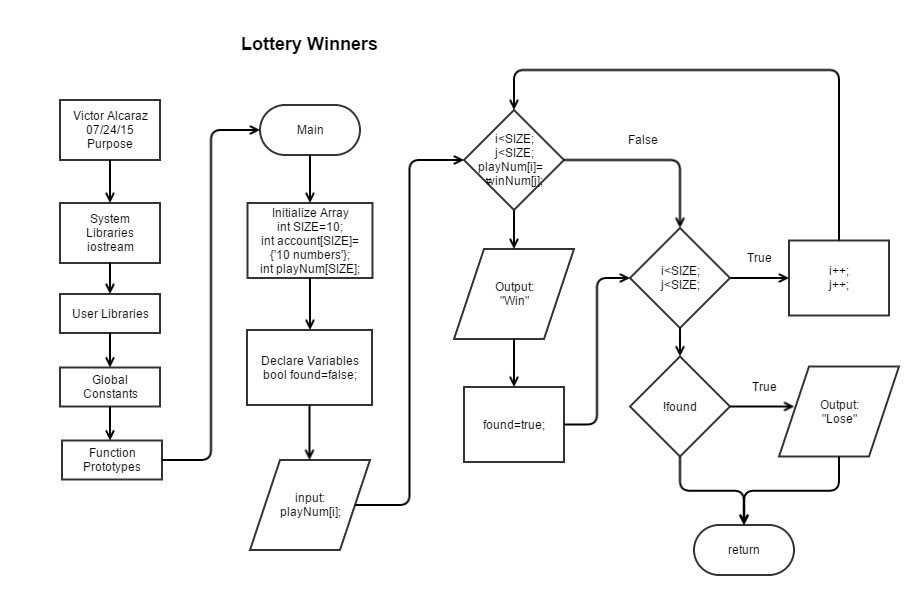 Lottery Winners
Victor Alcaraz
07/24/15
Purpose
System
Libraries
iostream
User Libraries
Global
Constants
Function
Prototypes
Main
Initialize Array
int SIZE=10;
int account[SIZE]=
{'10 numbers'};
int playNum[SIZE];
Declare Variables
bool found=false;
input:
playNum[i];
i<SIZE;
j<SIZE;
playNum[i]=
=winNum[j];
False
Output:
"Win"
found=true;
i<SIZE;
j<SIZE;
True
i++;
j++;
!found
True
Output:
"Lose"
return